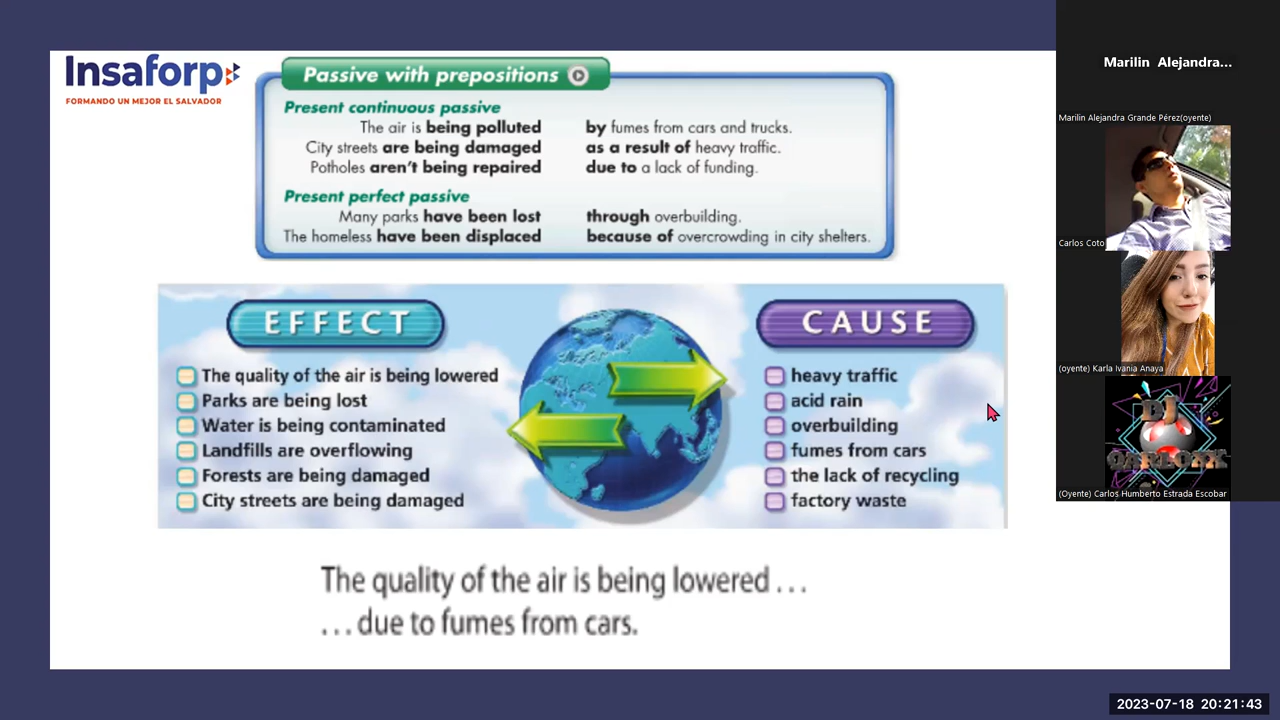 Insaforp
FORMANDO UN MEJOR EL SALVADOR
Passive with prepositions
Present continuous passive
The air is being polluted by fumes from cars and trucks.
City streets are being damaged as a result of heavy traffic.
Potholes aren't being repaired due to a lack of funding.
Present perfect passive
Many parks have been lost through overbuilding.
The homeless have been displaced because of overcrowding in city shelters.
EFFECT
The quality of the air is being lowered
Parks are being lost
Water is being contaminated
Landfills are overflowing
Forests are being damaged
City streets are being damaged
CAUSE
heavy traffic
acid rain
overbuilding
fumes from cars
the lack of recycling
factory waste
The quality of the air is being lowered ...
... due to fumes from cars.
Marilin Alejandra...
Marilin Alejandra Grande Pérez(oyente)
Carlos Coto
(oyente) Karla Ivania Anaya
DJ
(Oyente) Carlos Humberto Estrada Escobar
2023-07-18 20:21:43